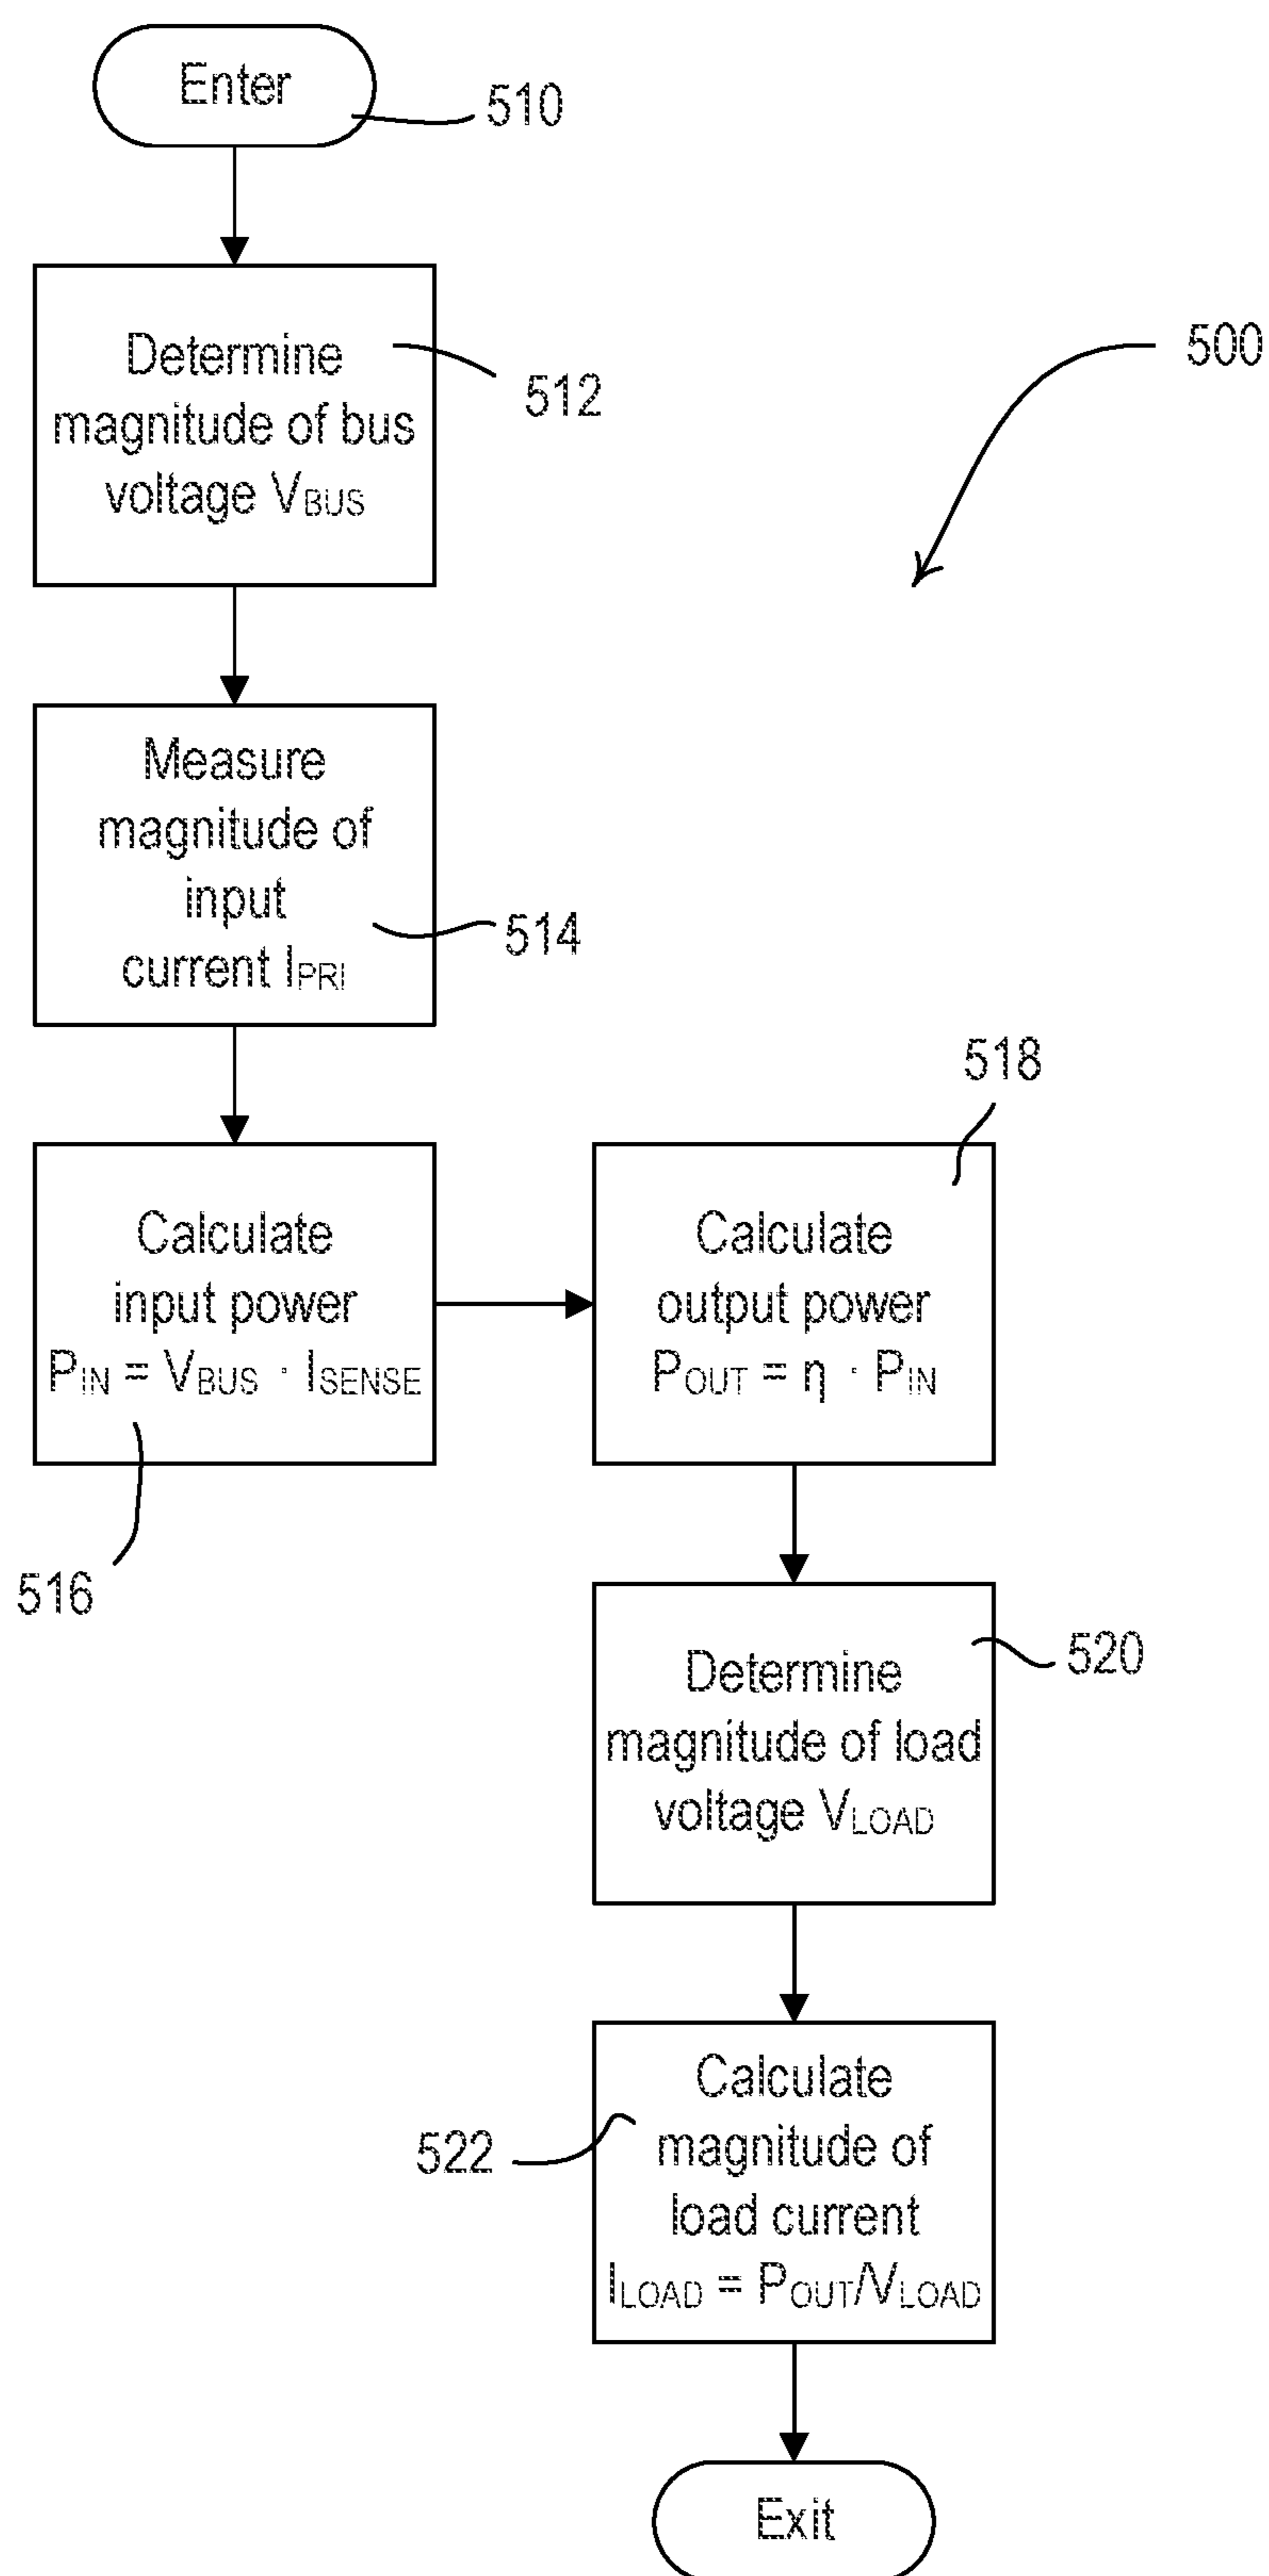 Enter
510
Determine
magnitude of bus
voltage VBUS
512
500
Measure
magnitude of
input
current IPRI
514
Calculate
input power
PIN = VBUS · ISENSE
516
518
Calculate
output power
POUT = η · PIN
Determine
magnitude of load
voltage VLOAD
520
Calculate
magnitude of
load current
ILOAD = POUT/VLOAD
522
Exit